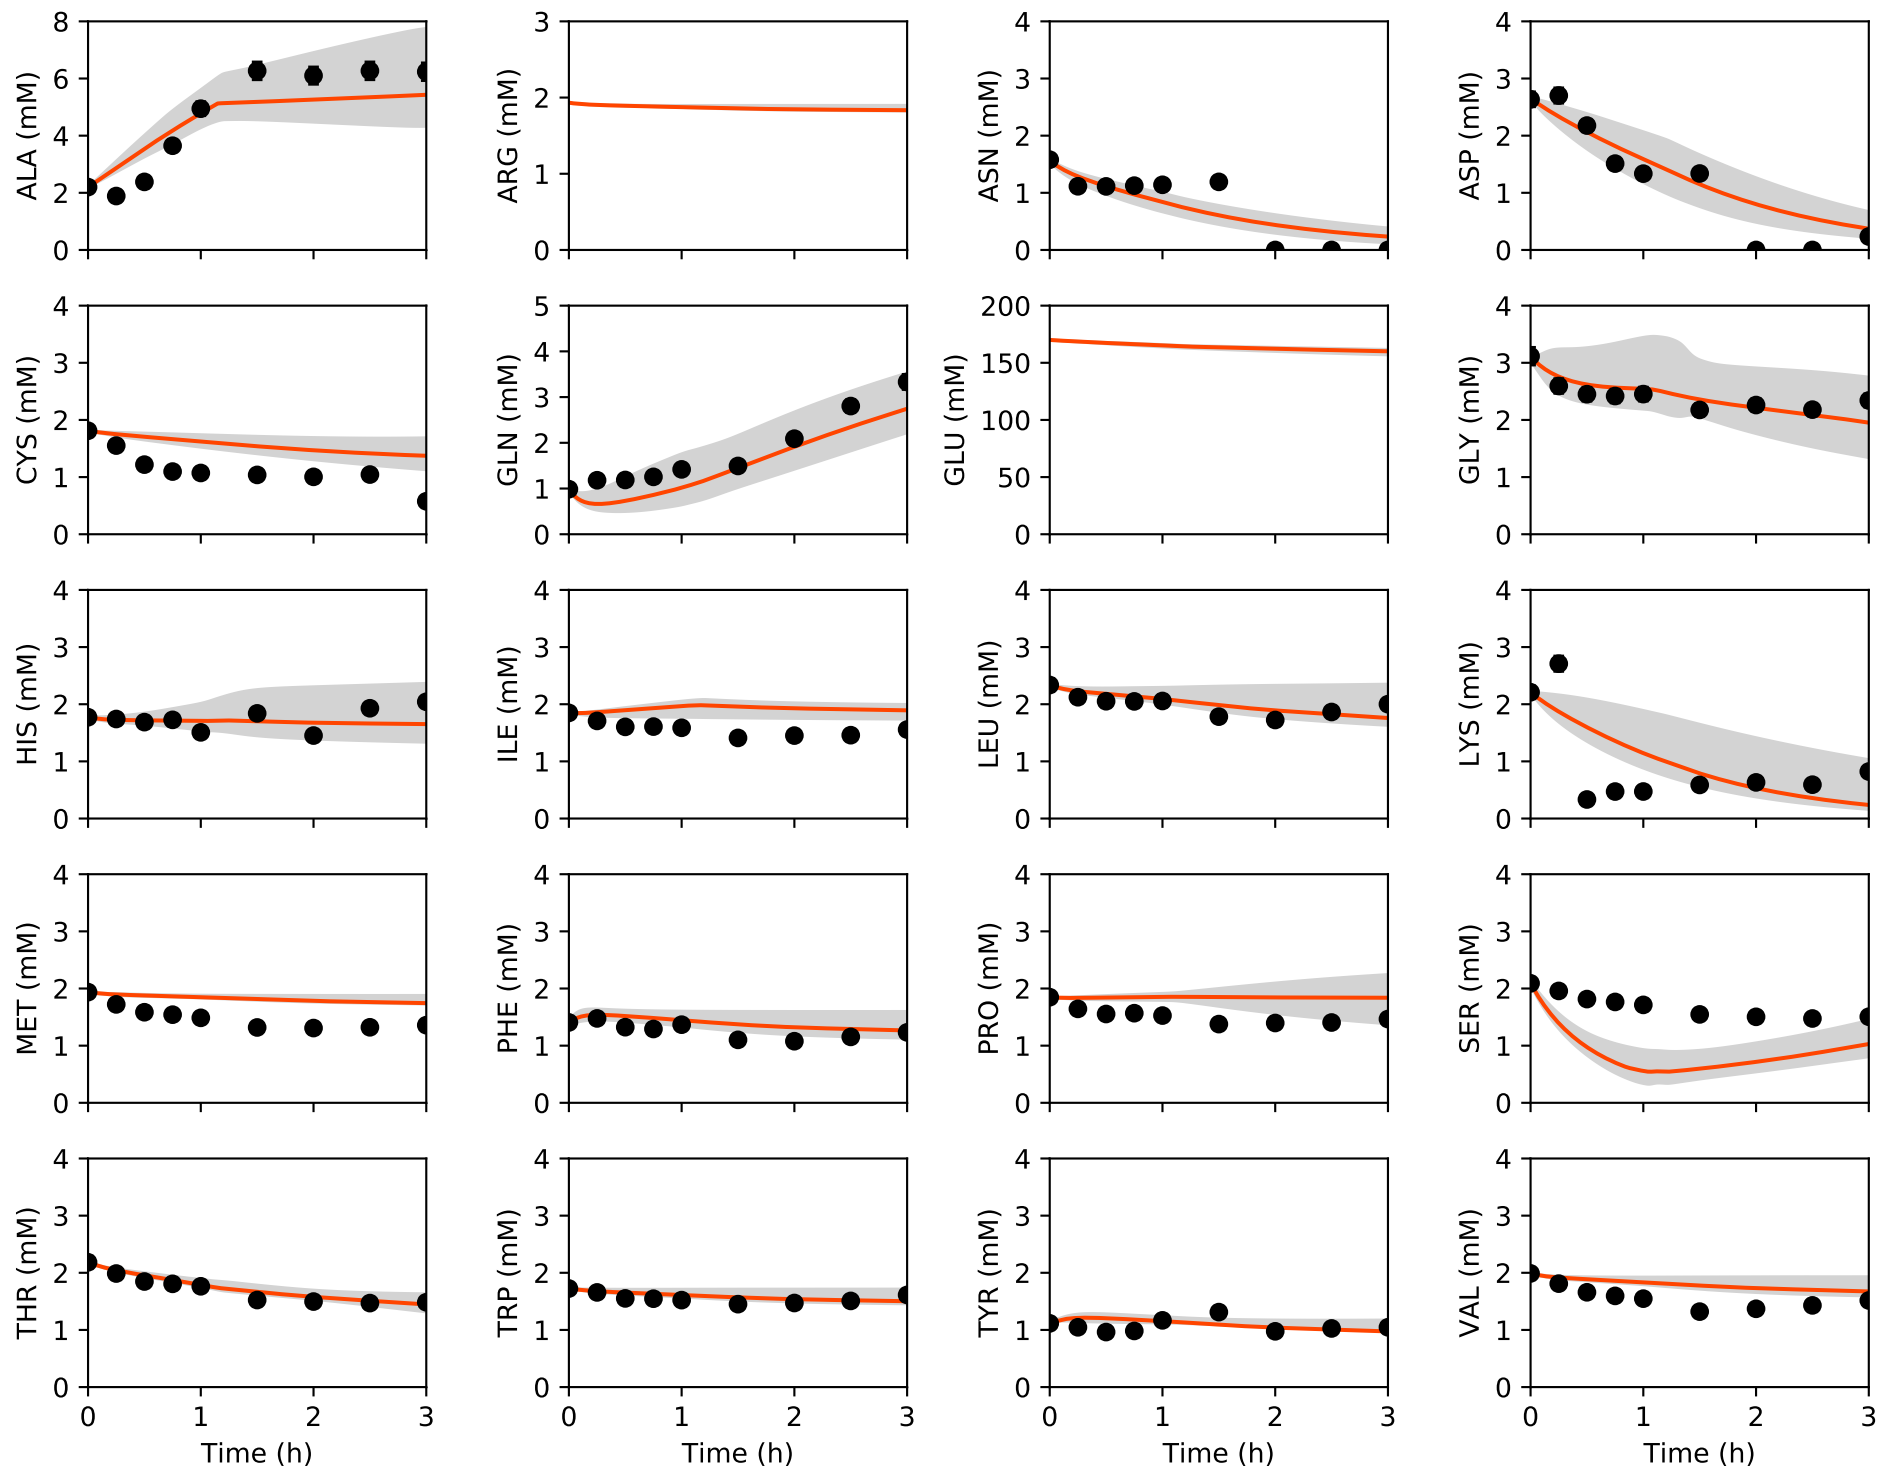 8 6 4 2 0 ALA (mM)
3 2 1 0 ARG (mM)
4 3 2 1 0 ASN (mM)
4 3 2 1 0 ASP (mM)
4 3 2 1 0 CYS (mM)
5 4 3 2 1 0 GLN (mM)
200 150 100 50 0 GLU (mM)
4 3 2 1 0 GLY (mM)
4 3 2 1 0 HIS (mM)
4 3 2 1 0 ILE (mM)
4 3 2 1 0 LEU (mM)
4 3 2 1 0 LYS (mM)
4 3 2 1 0 MET (mM)
4 3 2 1 0 PHE (mM)
4 3 2 1 0 PRO (mM)
4 3 2 1 0 SER (mM)
4 3 2 1 0 THR (mM)
4 3 2 1 0 TRP (mM)
4 3 2 1 0 TYR (mM)
4 3 2 1 0 VAL (mM)
0 1 2 3
0 1 2 3
0 1 2 3
0 1 2 3
Time (h)
Time (h)
Time (h)
Time (h)